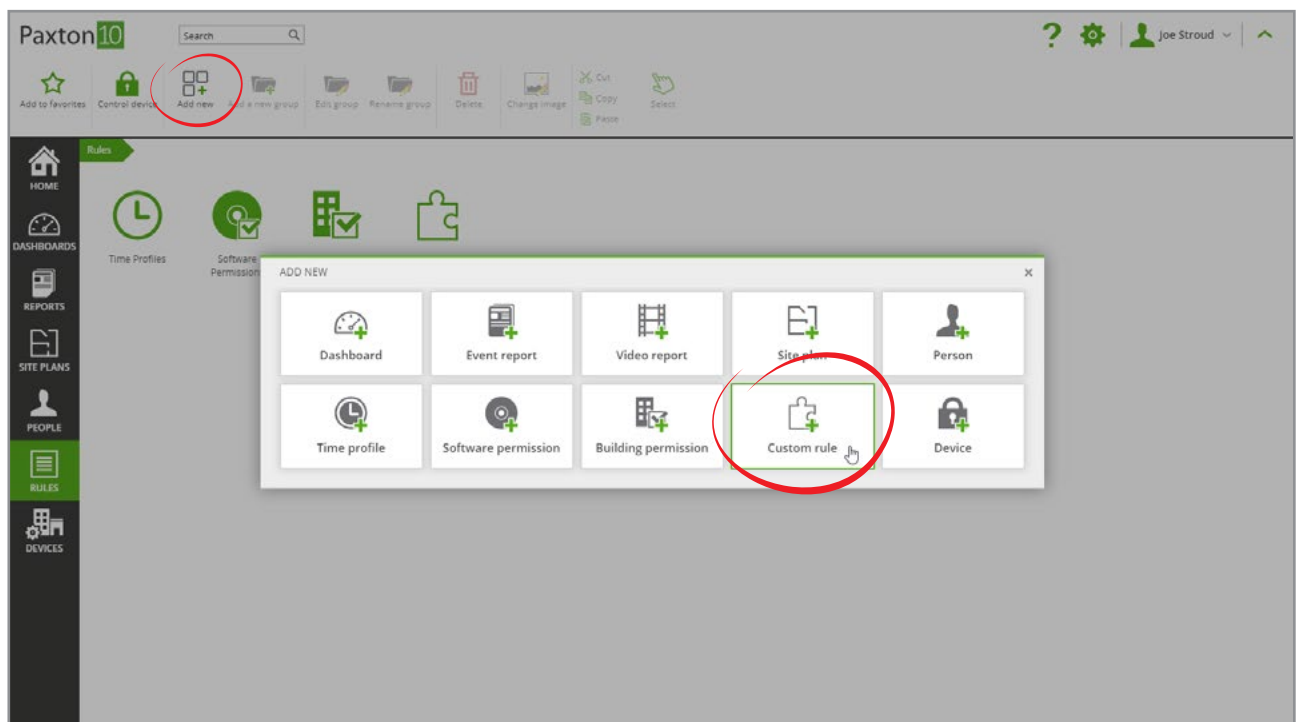 Paxton10
Search
Joe Stroud
Add to favorites
Control device
Add new
Add a new group
Edit group
Rename group
Delete
Change image
Cut
Copy
Paste
Select
HOME
DASHBOARDS
REPORTS
SITE PLANS
PEOPLE
RULES
DEVICES
Rules
Time Profiles
Software
Permission
ADD NEW
Dashboard
Event report
Video report
Site plan
Person
Time profile
Software permission
Building permission
Custom rule
Device